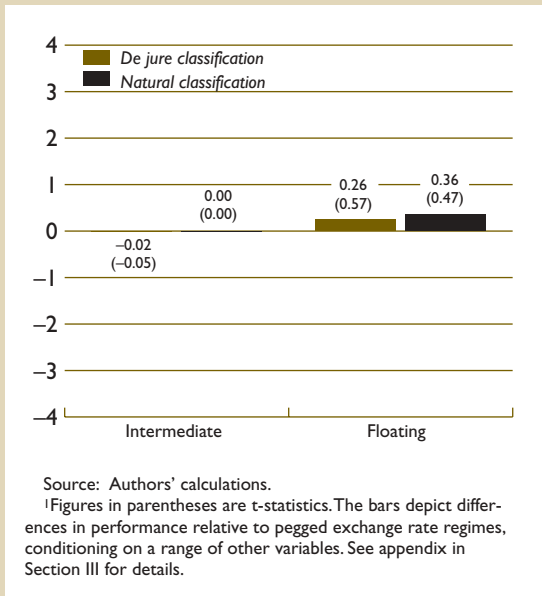 4
De jure classification
3
Natural classification
2
1
0.00
(0.00)
0.26
(0.57)
0.36
(0.47)
0
–0.02
(–0.05)
–1
–2
–3
–4
Intermediate
Floating
Source: Authors' calculations.
1Figures in parentheses are t-statistics. The bars depict differ-
ences in performance relative to pegged exchange rate regimes,
conditioning on a range of other variables. See appendix in
Section III for details.